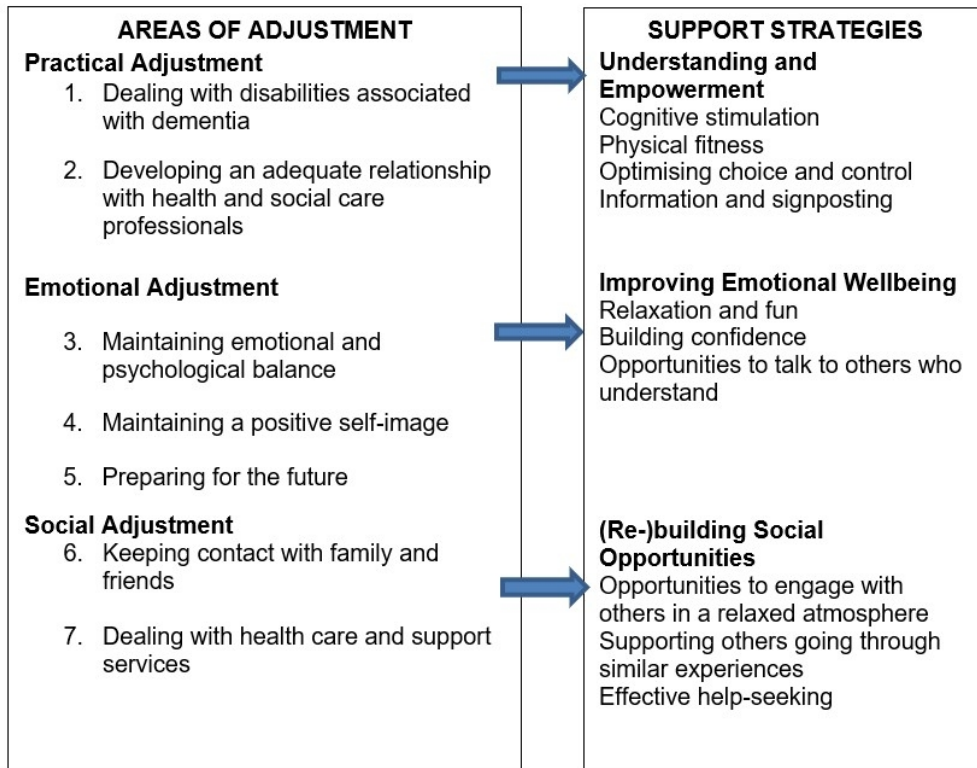 AREAS OF ADJUSTMENT
Practical Adjustment
1. Dealing with disabilities associated
with dementia
2. Developing an adequate relationship
with health and social care
professionals
Emotional Adjustment
3. Maintaining emotional and
psychological balance
4. Maintaining a positive self-image
5. Preparing for the future
Social Adjustment
6. Keeping contact with family and
friends
7. Dealing with health care and support
services
SUPPORT STRATEGIES
Understanding and
Empowerment
Cognitive stimulation
Physical fitness
Optimising choice and control
Information and signposting
Improving Emotional Wellbeing
Relaxation and fun
Building confidence
Opportunities to talk to others who
understand
(Re-)building Social
Opportunities
Opportunities to engage with
others in a relaxed atmosphere
Supporting others going through
similar experiences
Effective help-seeking